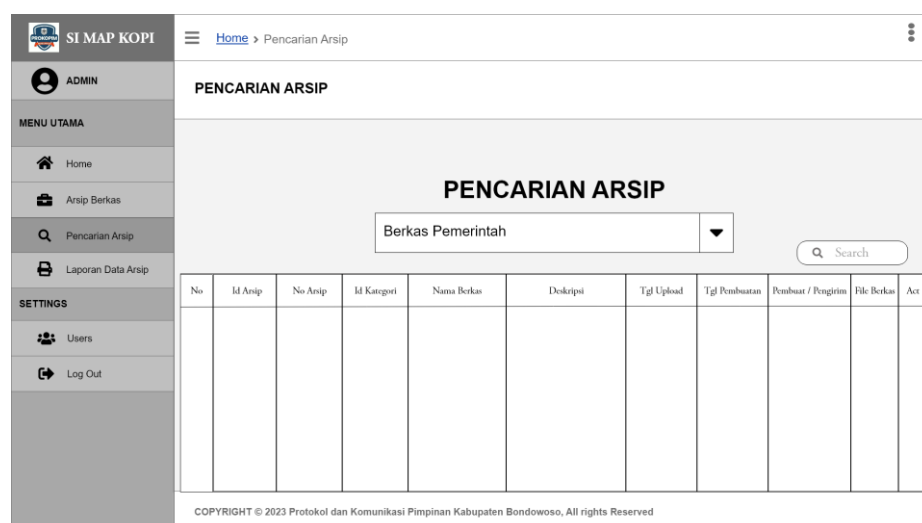 PROKOPIM SI MAP KOPI
Home > Pencarian Arsip
ADMIN
PENCARIAN ARSIP
MENU UTAMA
Home
Arsip Berkas
Pencarian Arsip
Laporan Data Arsip
SETTINGS
Users
Log Out
PENCARIAN ARSIP
Berkas Pemerintah
Search
No Id Arsip No Arsip Id Kategori Nama Berkas Deskripsi Tgl Upload Tgl Pembuatan Pembuat / Pengirim File Berkas Act
COPYRIGHT © 2023 Protokol dan Komunikasi Pimpinan Kabupaten Bondowoso, All rights Reserved